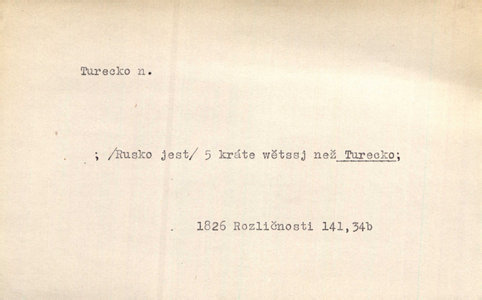 Turecko n.
; /Rusko jest/ 5 kráte wětssj než Turecko;
1826 Rozličnosti 141,34b